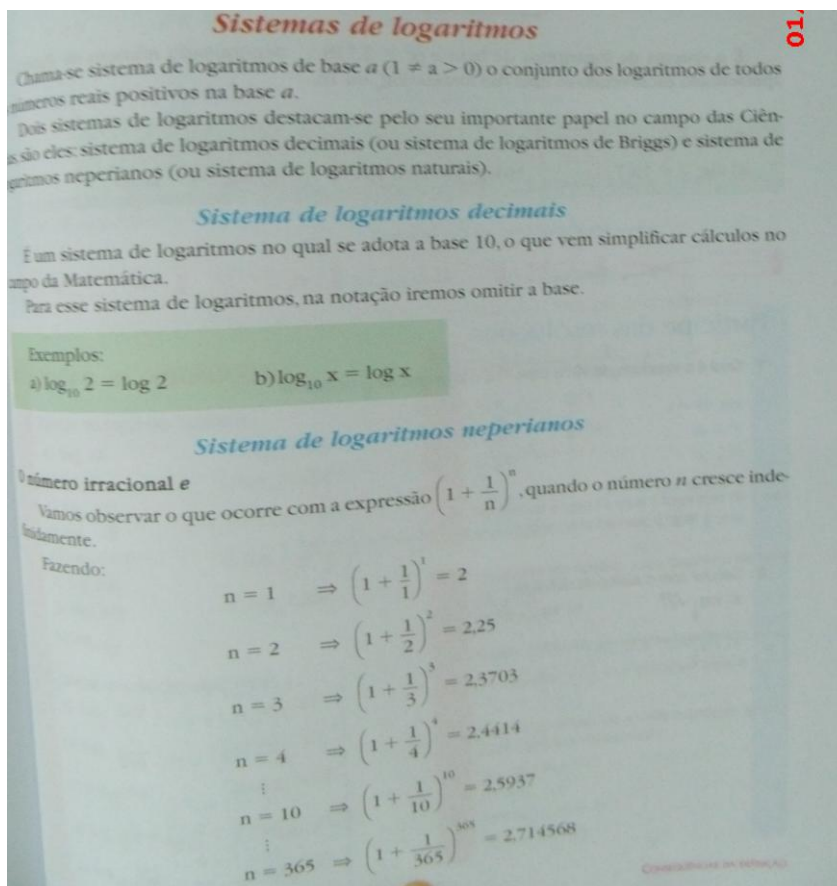 Sistemas de logaritmos
01/
Chama-se sistema de logaritmos de base a (1 ≠ a > 0) o conjunto dos logaritmos de todos
números reais positivos na base a.
Dois sistemas de logaritmos destacam-se pelo seu importante papel no campo das Ciên-
as são eles: sistema de logaritmos decimais (ou sistema de logaritmos de Briggs) e sistema de
garitmos neperianos (ou sistema de logaritmos naturais).
Sistema de logaritmos decimais
É um sistema de logaritmos no qual se adota a base 10, o que vem simplificar cálculos no
ampo da Matemática.
Para esse sistema de logaritmos, na notação iremos omitir a base.
Exemplos:
a) log₁₀ 2 = log 2 b) log₁₀ x = log x
Sistema de logaritmos neperianos
O número irracional e
Vamos observar o que ocorre com a expressão (1 + 1/n)ⁿ, quando o número n cresce inde-
finidamente.
Fazendo:
n = 1 ⇒ (1 + 1/1)¹ = 2
n = 2 ⇒ (1 + 1/2)² = 2,25
n = 3 ⇒ (1 + 1/3)³ = 2,3703
n = 4 ⇒ (1 + 1/4)⁴ = 2,4414
⋮ 
n = 10 ⇒ (1 + 1/10)¹⁰ = 2,5937
⋮ 
n = 365 ⇒ (1 + 1/365)³⁶⁵ = 2,714568